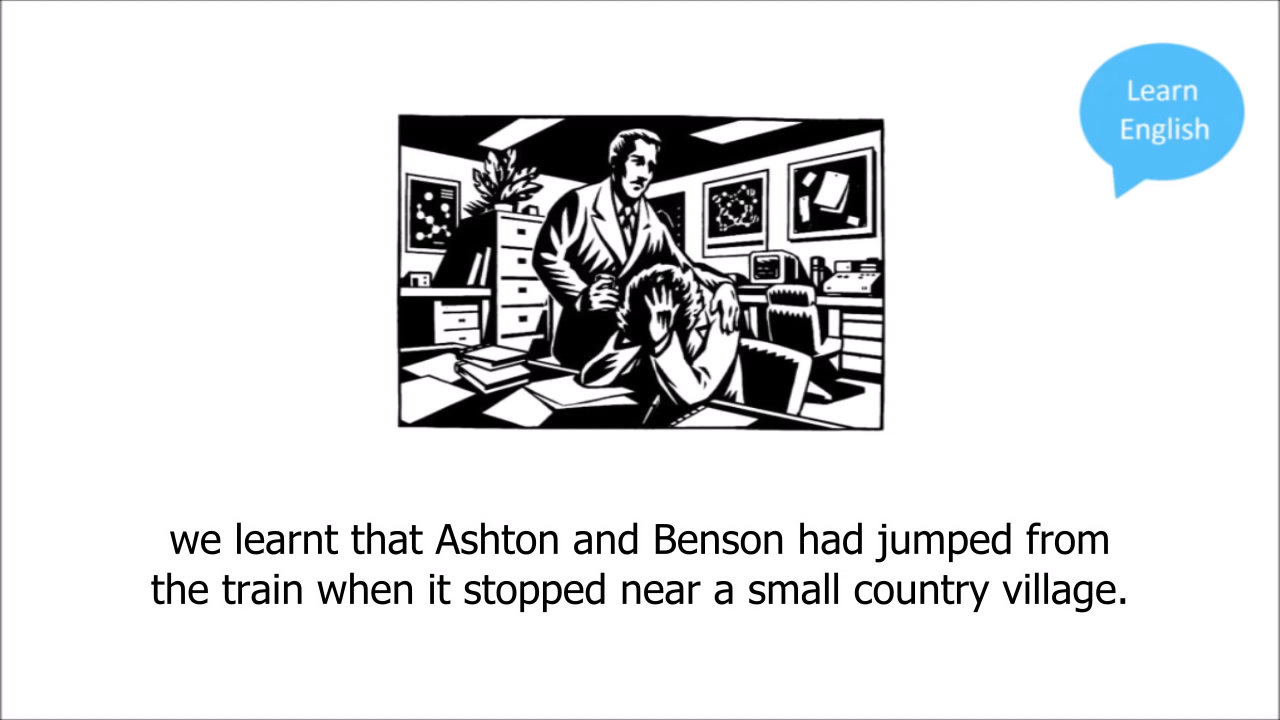 Learn
English
we learnt that Ashton and Benson had jumped from
the train when it stopped near a small country village.